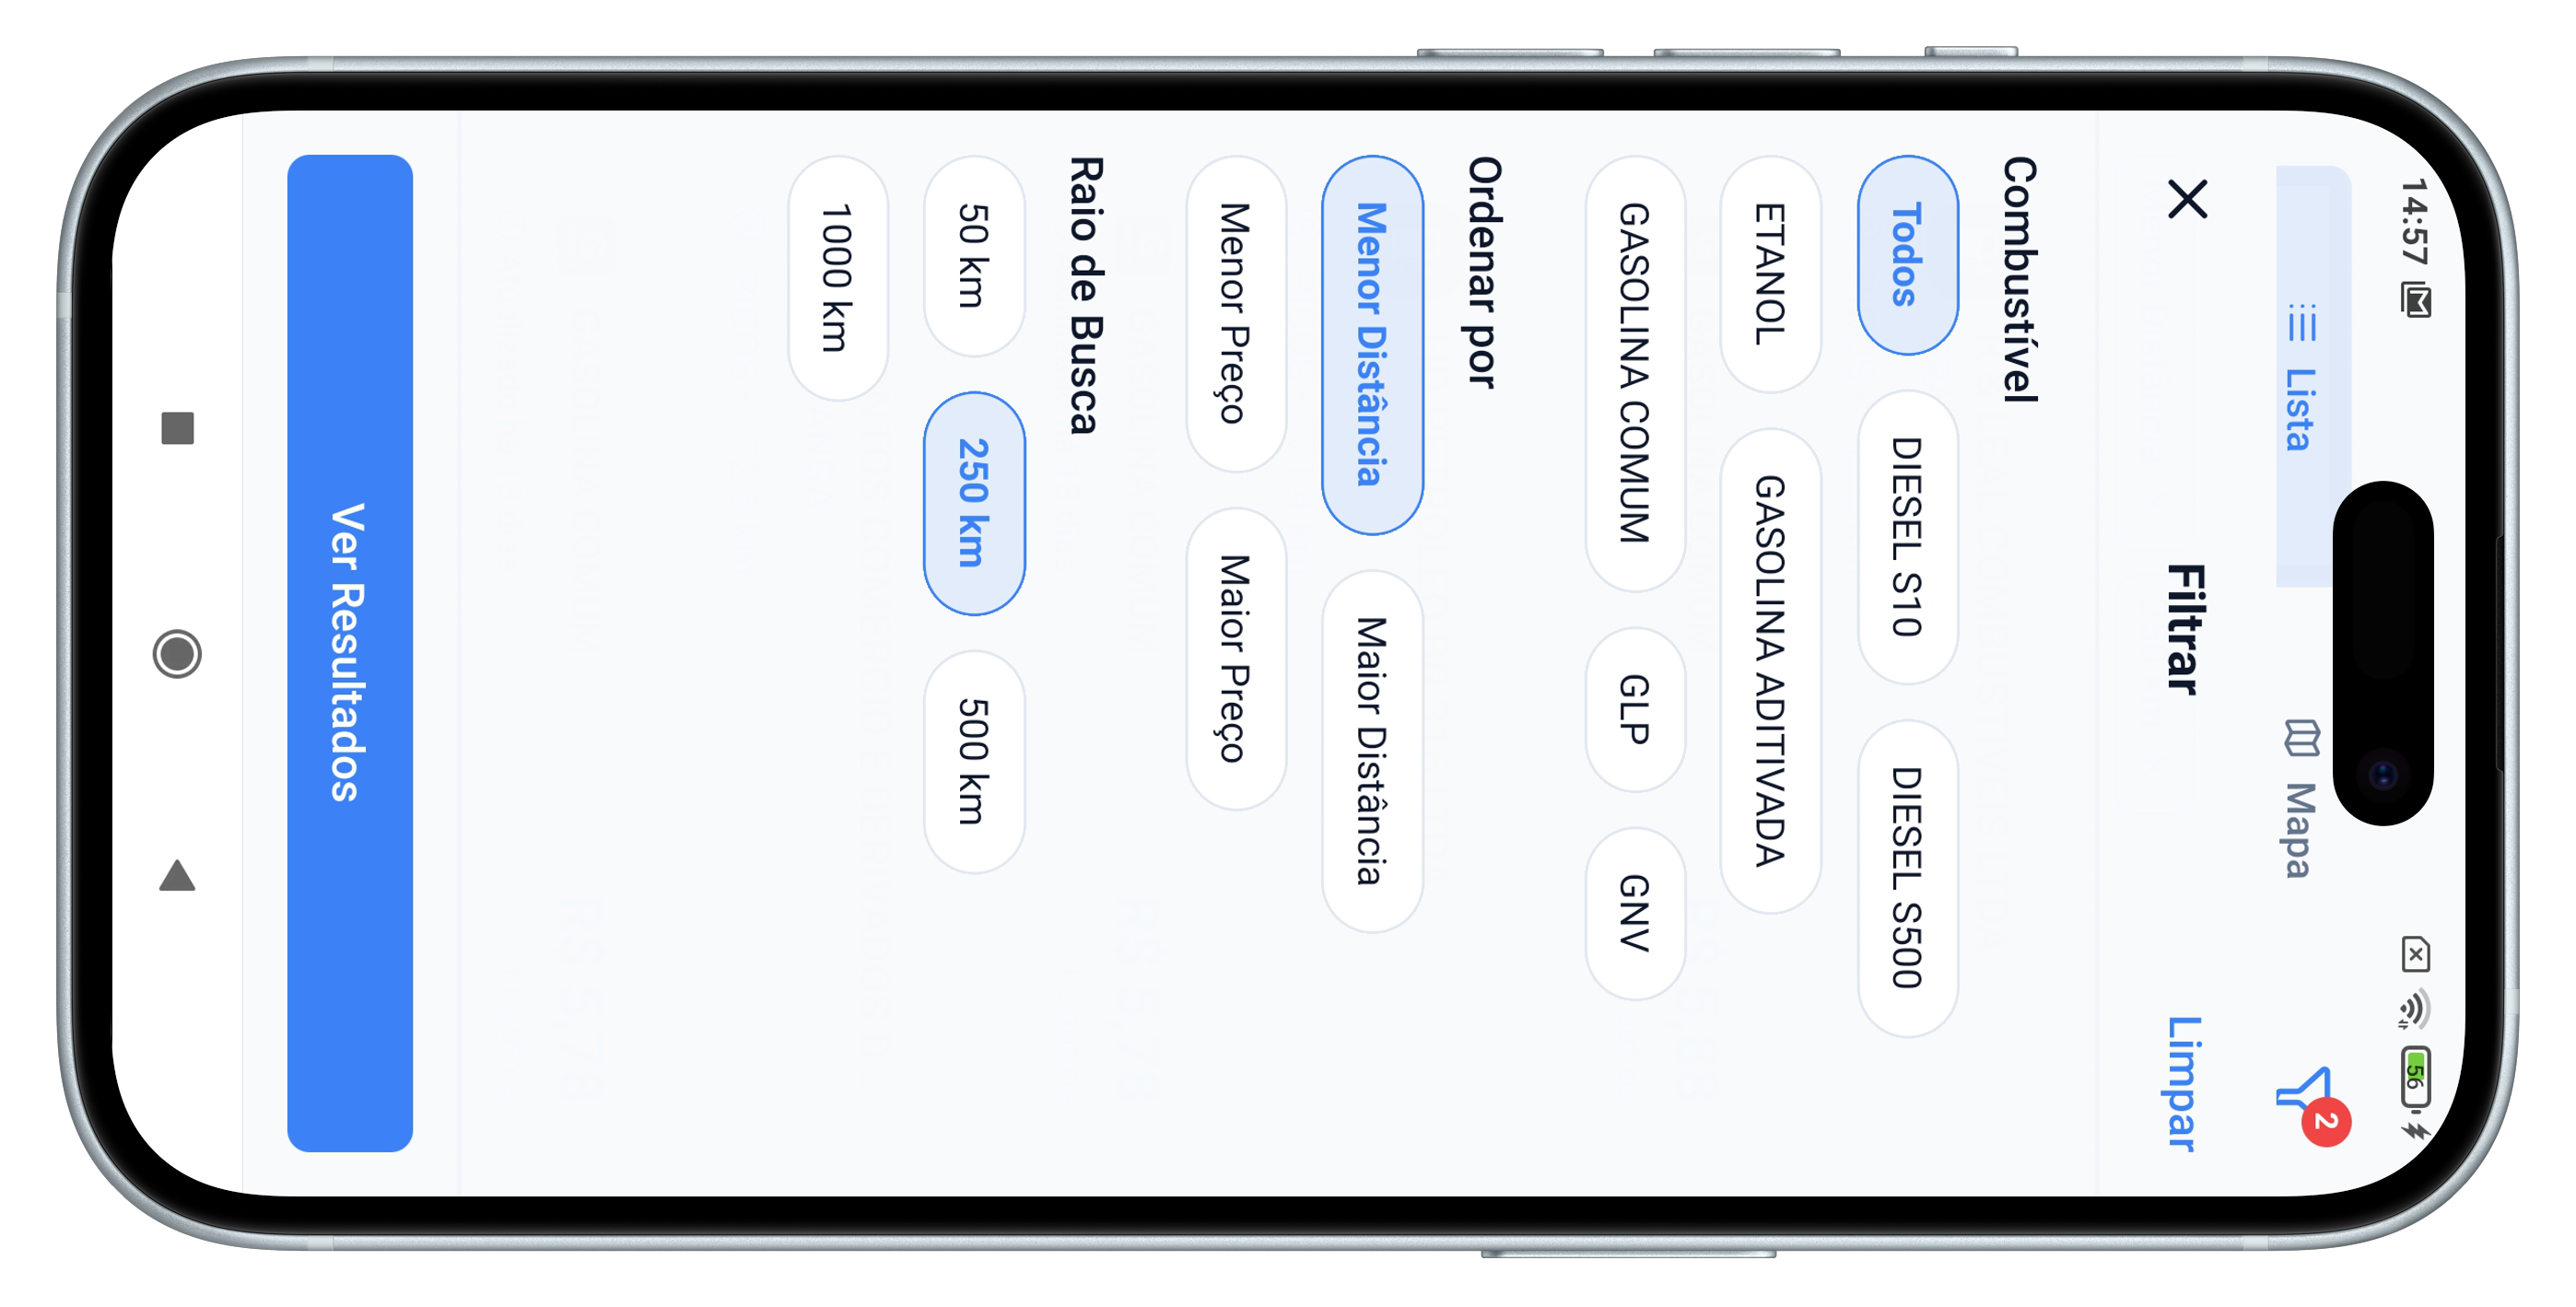 14:57 56
Lista Mapa 2
Filtrar Limpar
Combustível
Todos DIESEL S10 DIESEL S500
ETANOL GASOLINA ADITIVADA
GASOLINA COMUM GLP GNV
Ordenar por
Menor Distância Maior Distância
Menor Preço Maior Preço
Raio de Busca
50 km 250 km 500 km
1000 km
Ver Resultados